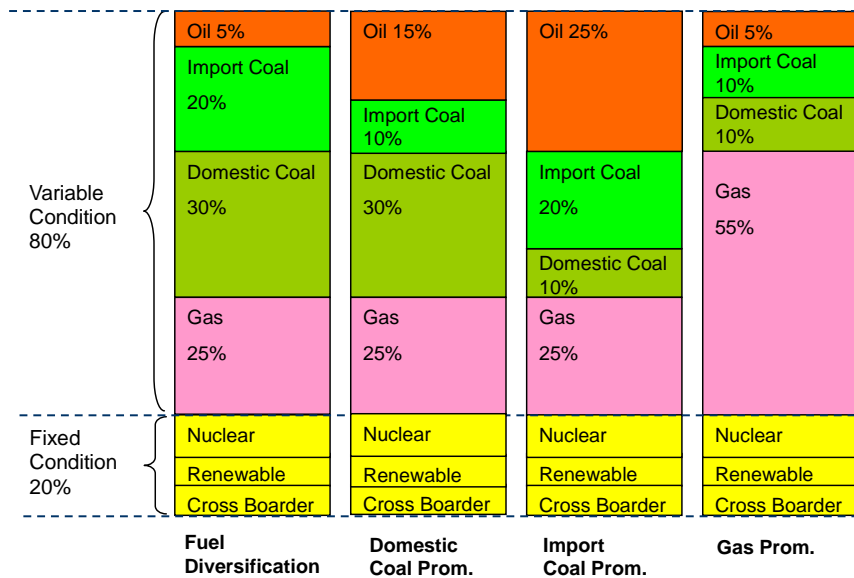 Variable
Condition
80%
Fixed
Condition
20%
Oil 5%
Import Coal
20%
Domestic Coal
30%
Gas
25%
Nuclear
Renewable
Cross Boarder
Fuel
Diversification
Oil 15%
Import Coal
10%
Domestic Coal
30%
Gas
25%
Nuclear
Renewable
Cross Boarder
Domestic
Coal Prom.
Oil 25%
Import Coal
20%
Domestic Coal
10%
Gas
25%
Nuclear
Renewable
Cross Boarder
Import
Coal Prom.
Oil 5%
Import Coal
10%
Domestic Coal
10%
Gas
55%
Nuclear
Renewable
Cross Boarder
Gas Prom.